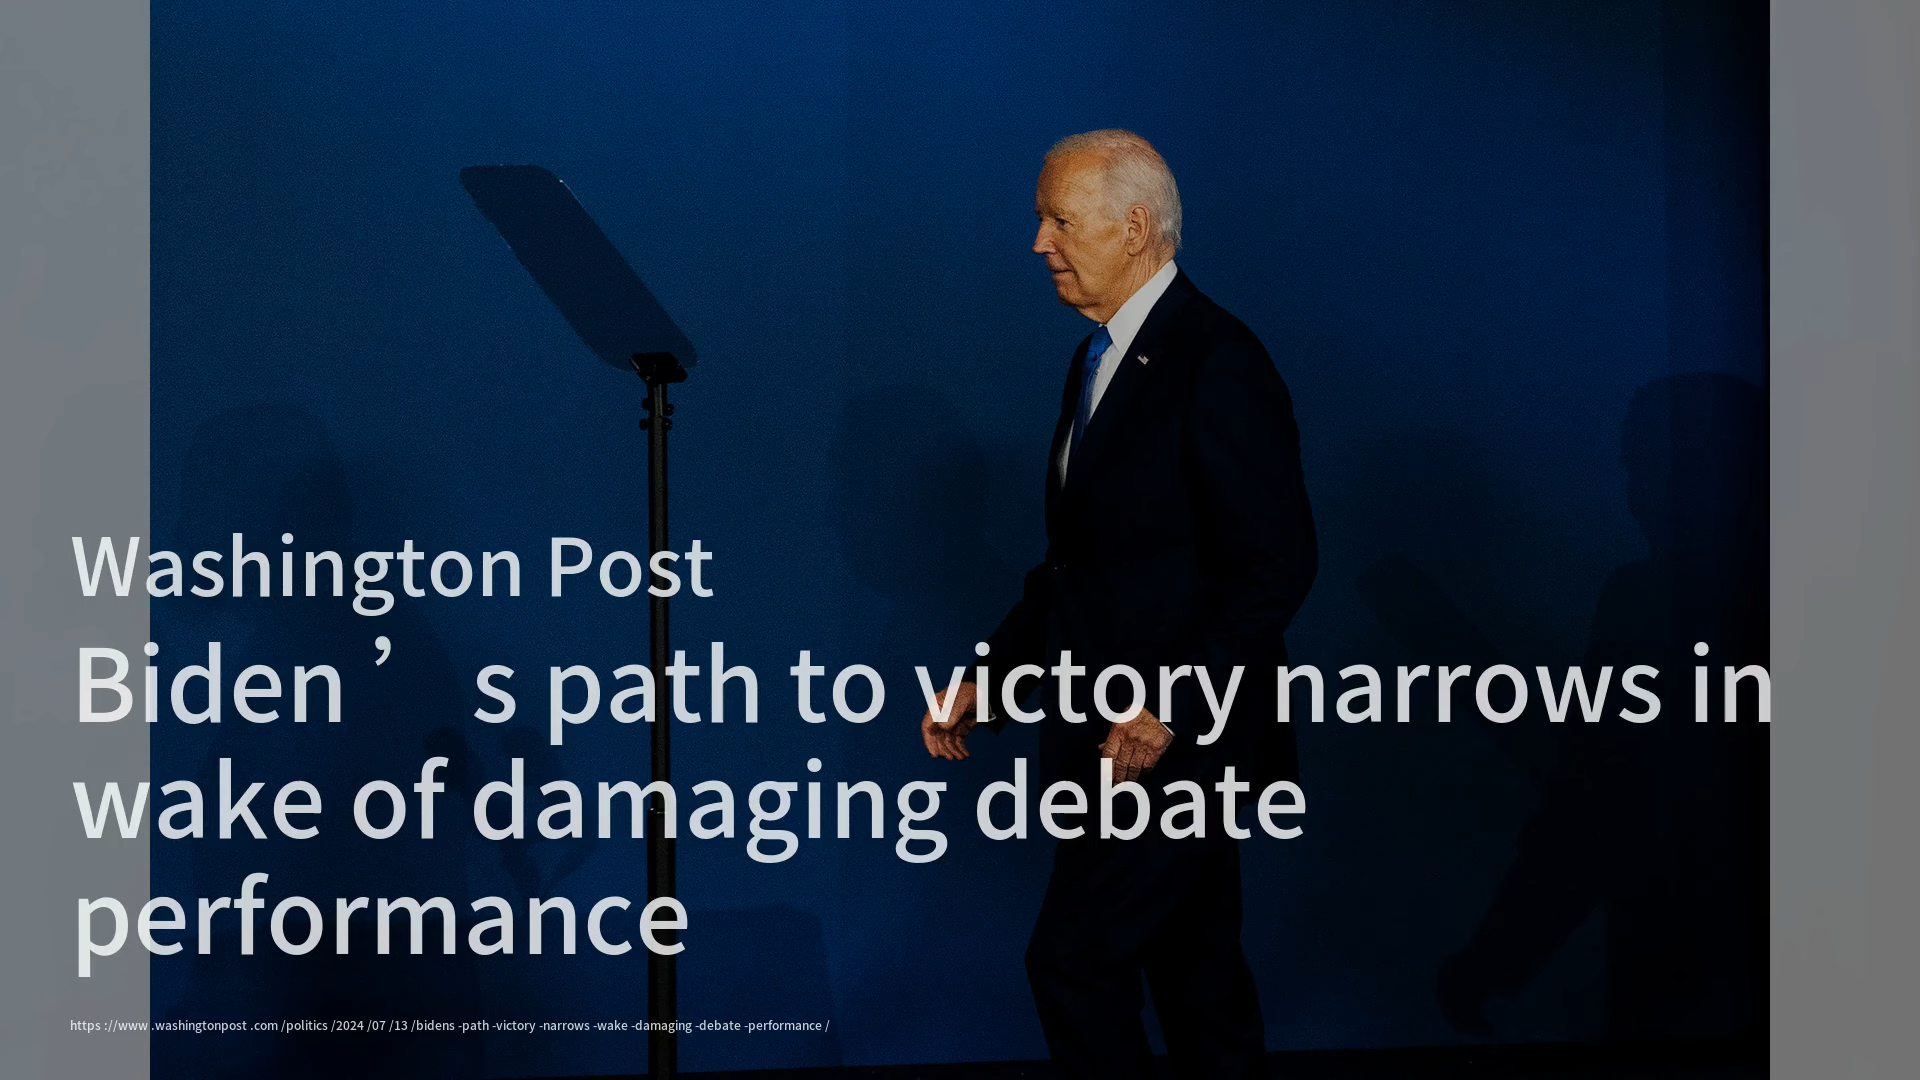 Washington Post
Biden’s path to victory narrows in
wake of damaging debate
performance
https ://www .washingtonpost .com /politics /2024 /07 /13 /bidens -path -victory -narrows -wake -damaging -debate -performance /